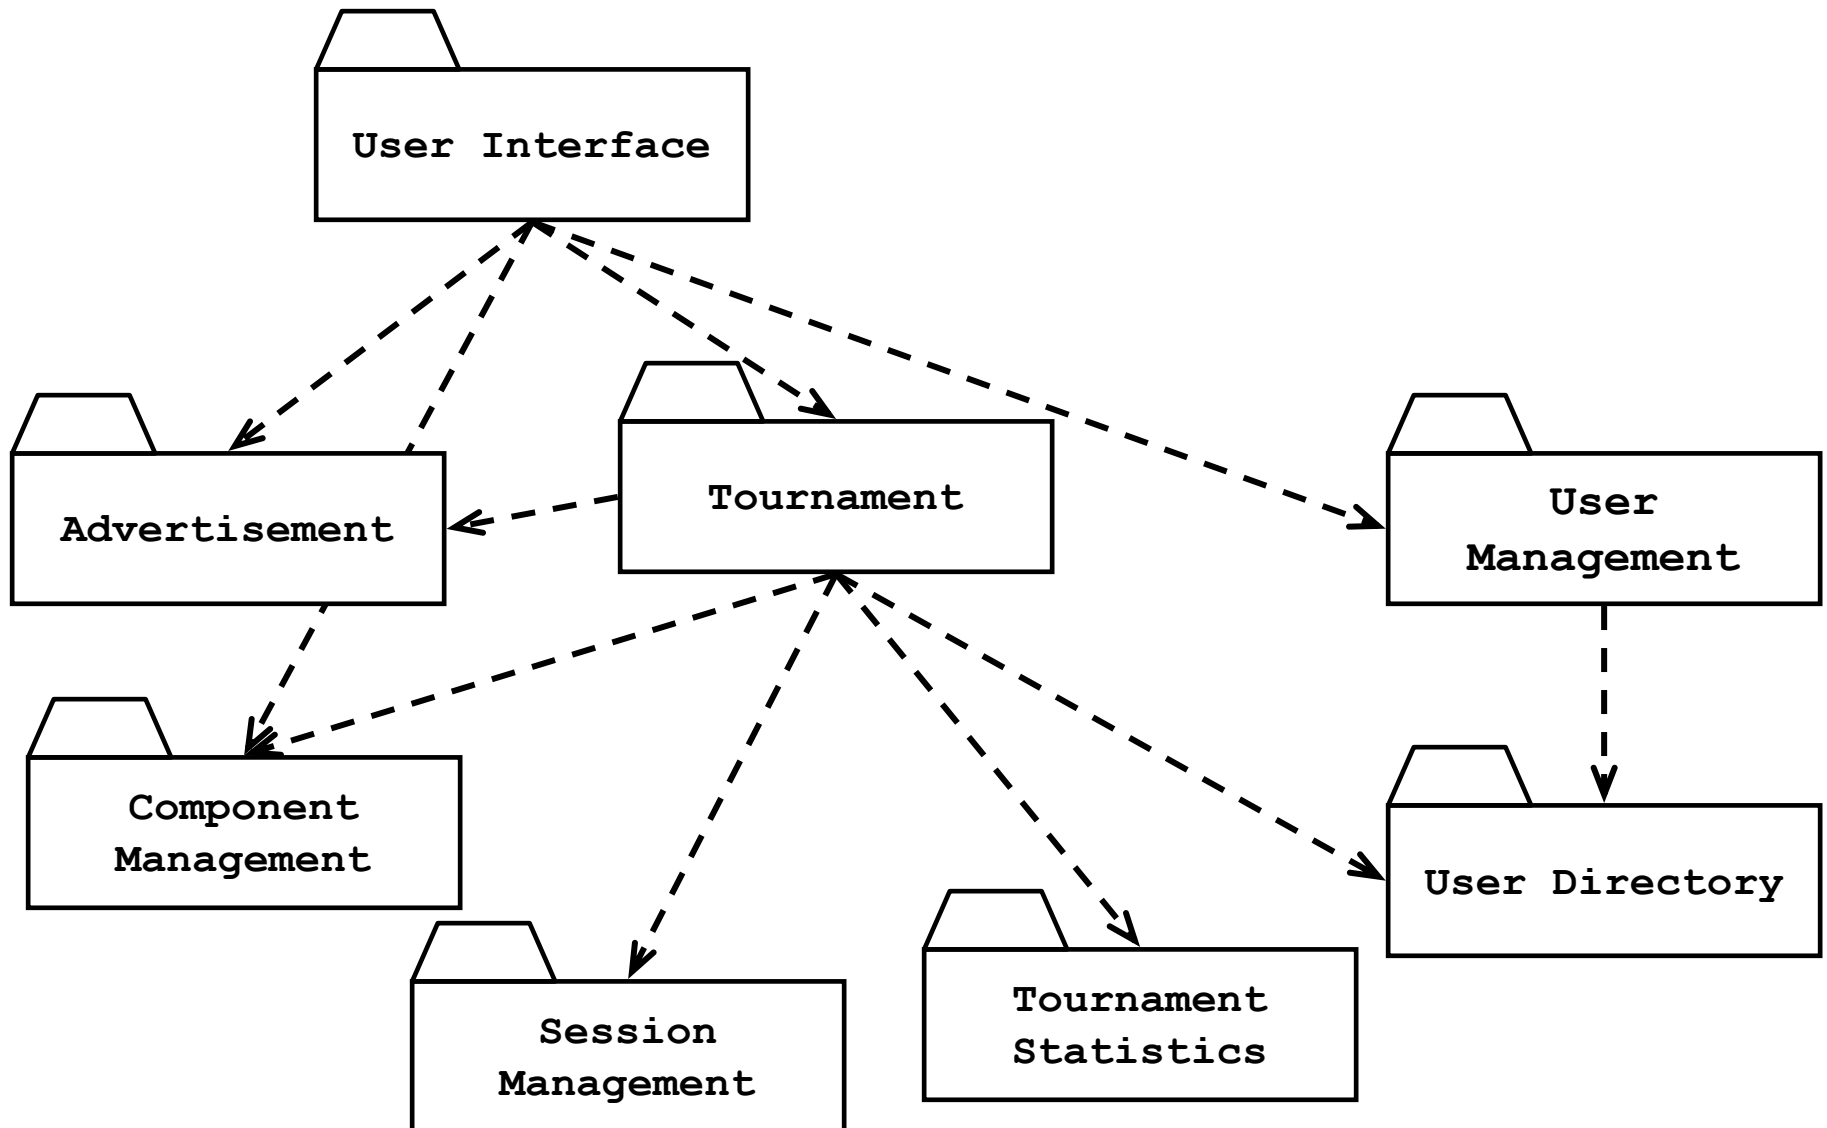 User Interface
Tournament
Advertisement
User
Management
Component
Management
User Directory
Tournament
Statistics
Session
Management